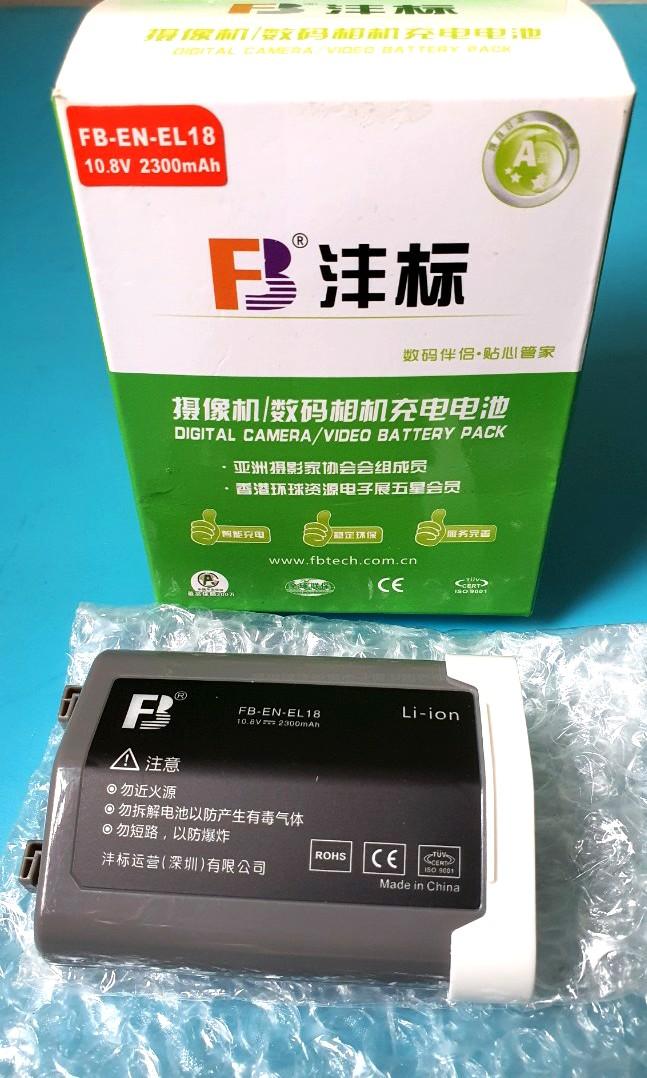 FB® 沣标
摄像机/数码相机充电电池
DIGITAL CAMERA/VIDEO BATTERY PACK
FB-EN-EL18
10.8V 2300mAh
A
FB® 沣标
数码伴侣·贴心管家
摄像机/数码相机充电电池
DIGITAL CAMERA/VIDEO BATTERY PACK
·亚洲摄影家协会会组成员
·香港环球资源电子展五星会员
智能充电 稳定环保 服务完善
www.fbtech.com.cn
CE
TÜV
CERT
ISO 9001
FB®
FB-EN-EL18
10.8V 2300mAh
Li-ion
注意
勿近火源
勿拆解电池以防产生有毒气体
勿短路，以防爆炸
沣标运营(深圳)有限公司
ROHS
CE
TÜV
CERT
ISO 9001
Made in China